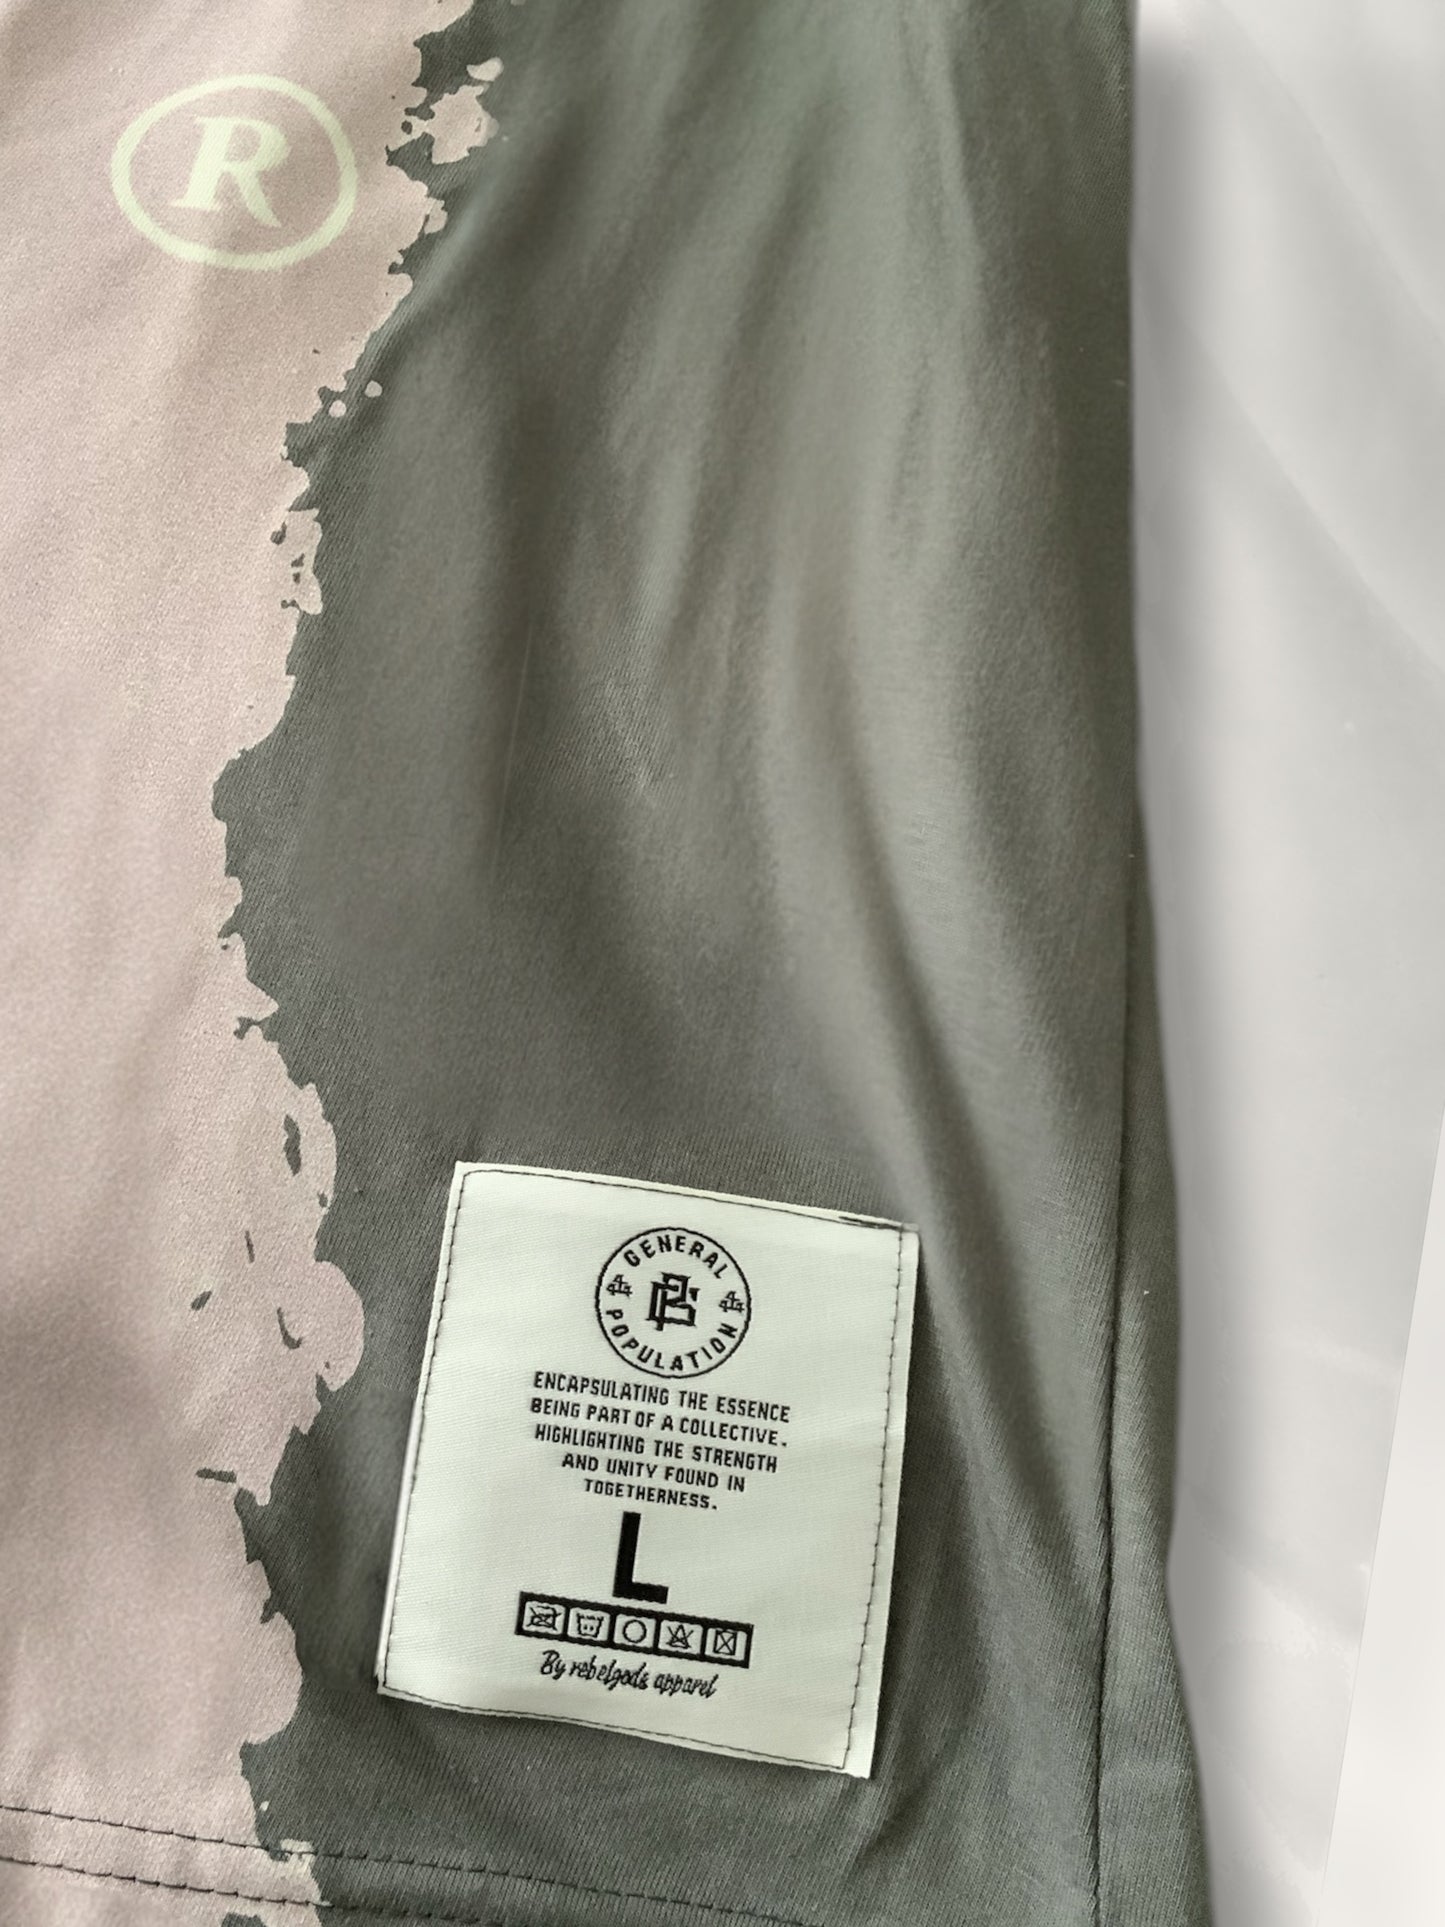 R
GENERAL
POPULATION
ENCAPSULATING THE ESSENCE
BEING PART OF A COLLECTIVE.
HIGHLIGHTING THE STRENGTH
AND UNITY FOUND IN
TOGETHERNESS.
L
By rebelgods apparel